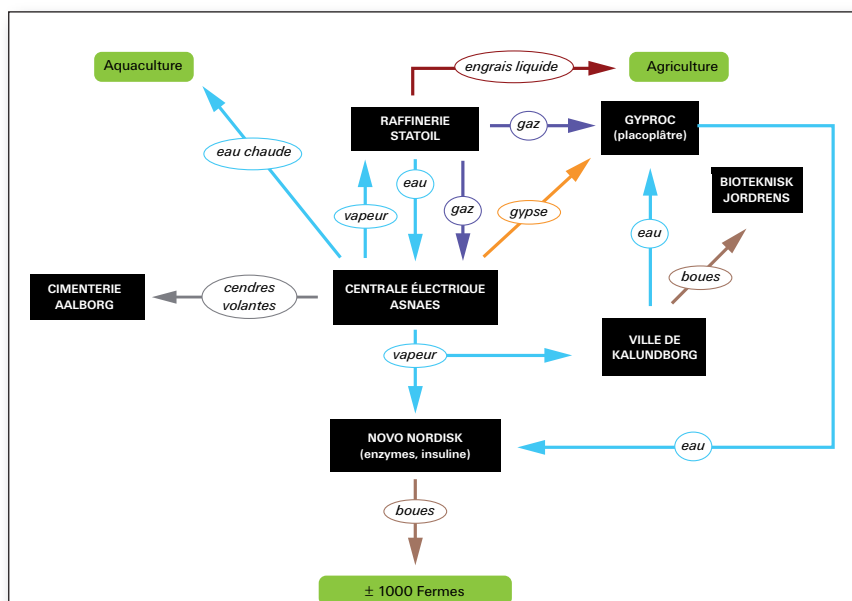 Aquaculture
engrais liquide
Agriculture
RAFFINERIE
STATOIL
gaz
GYPROC
(placoplâtre)
eau chaude
eau
vapeur
gaz
gypse
BIOTEKNISK
JORDRENS
eau
boues
CIMENTERIE
AALBORG
cendres
volantes
CENTRALE ÉLECTRIQUE
ASNAES
vapeur
VILLE DE
KALUNDBORG
NOVO NORDISK
(enzymes, insuline)
eau
boues
± 1000 Fermes